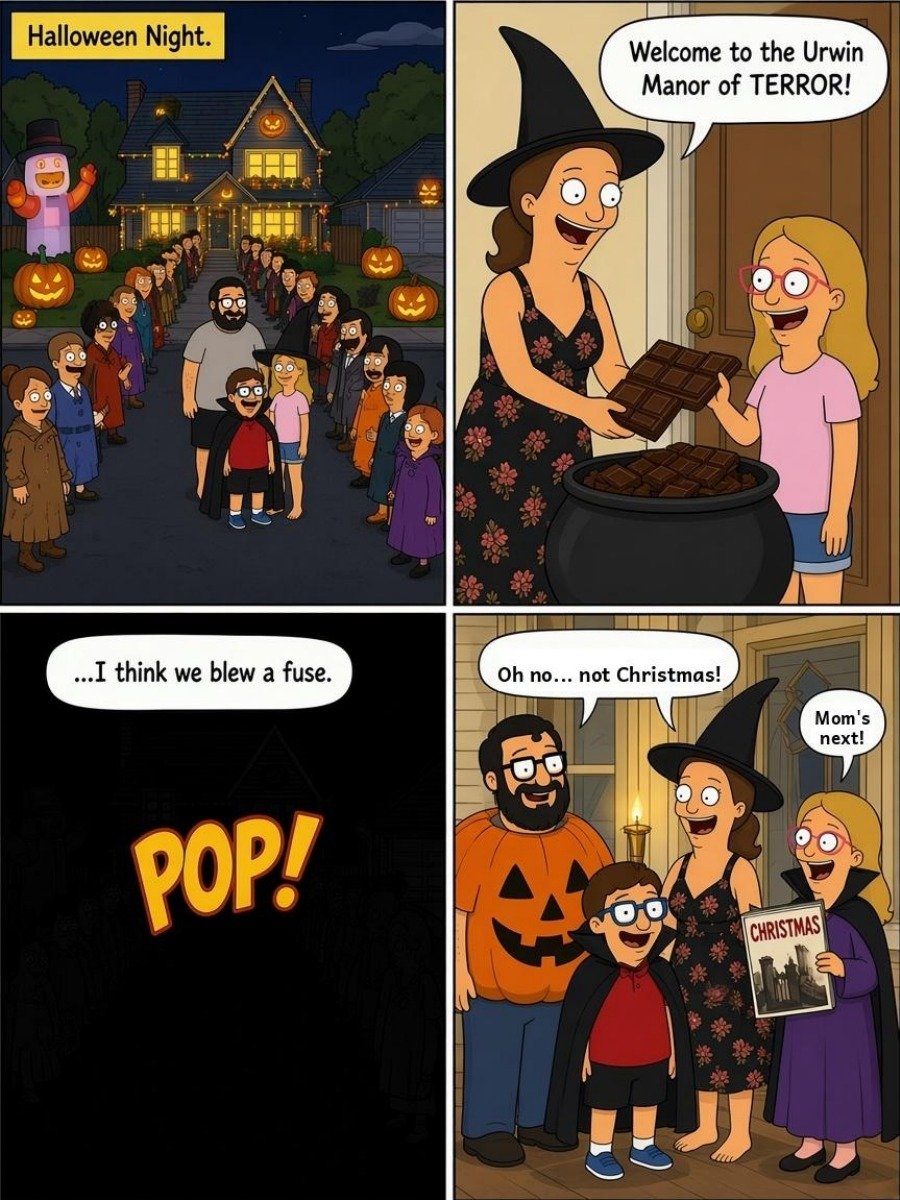 Halloween Night.
Welcome to the Urwin
Manor of TERROR!
...I think we blew a fuse.
POP!
Oh no... not Christmas!
Mom's
next!
CHRISTMAS